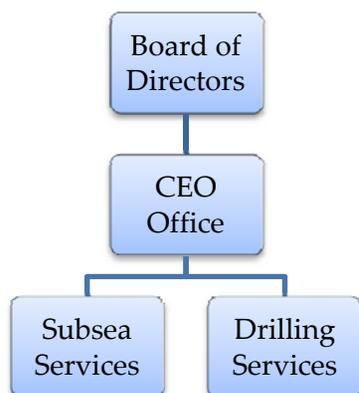 Board of
Directors
CEO
Office
Subsea
Services
Drilling
Services